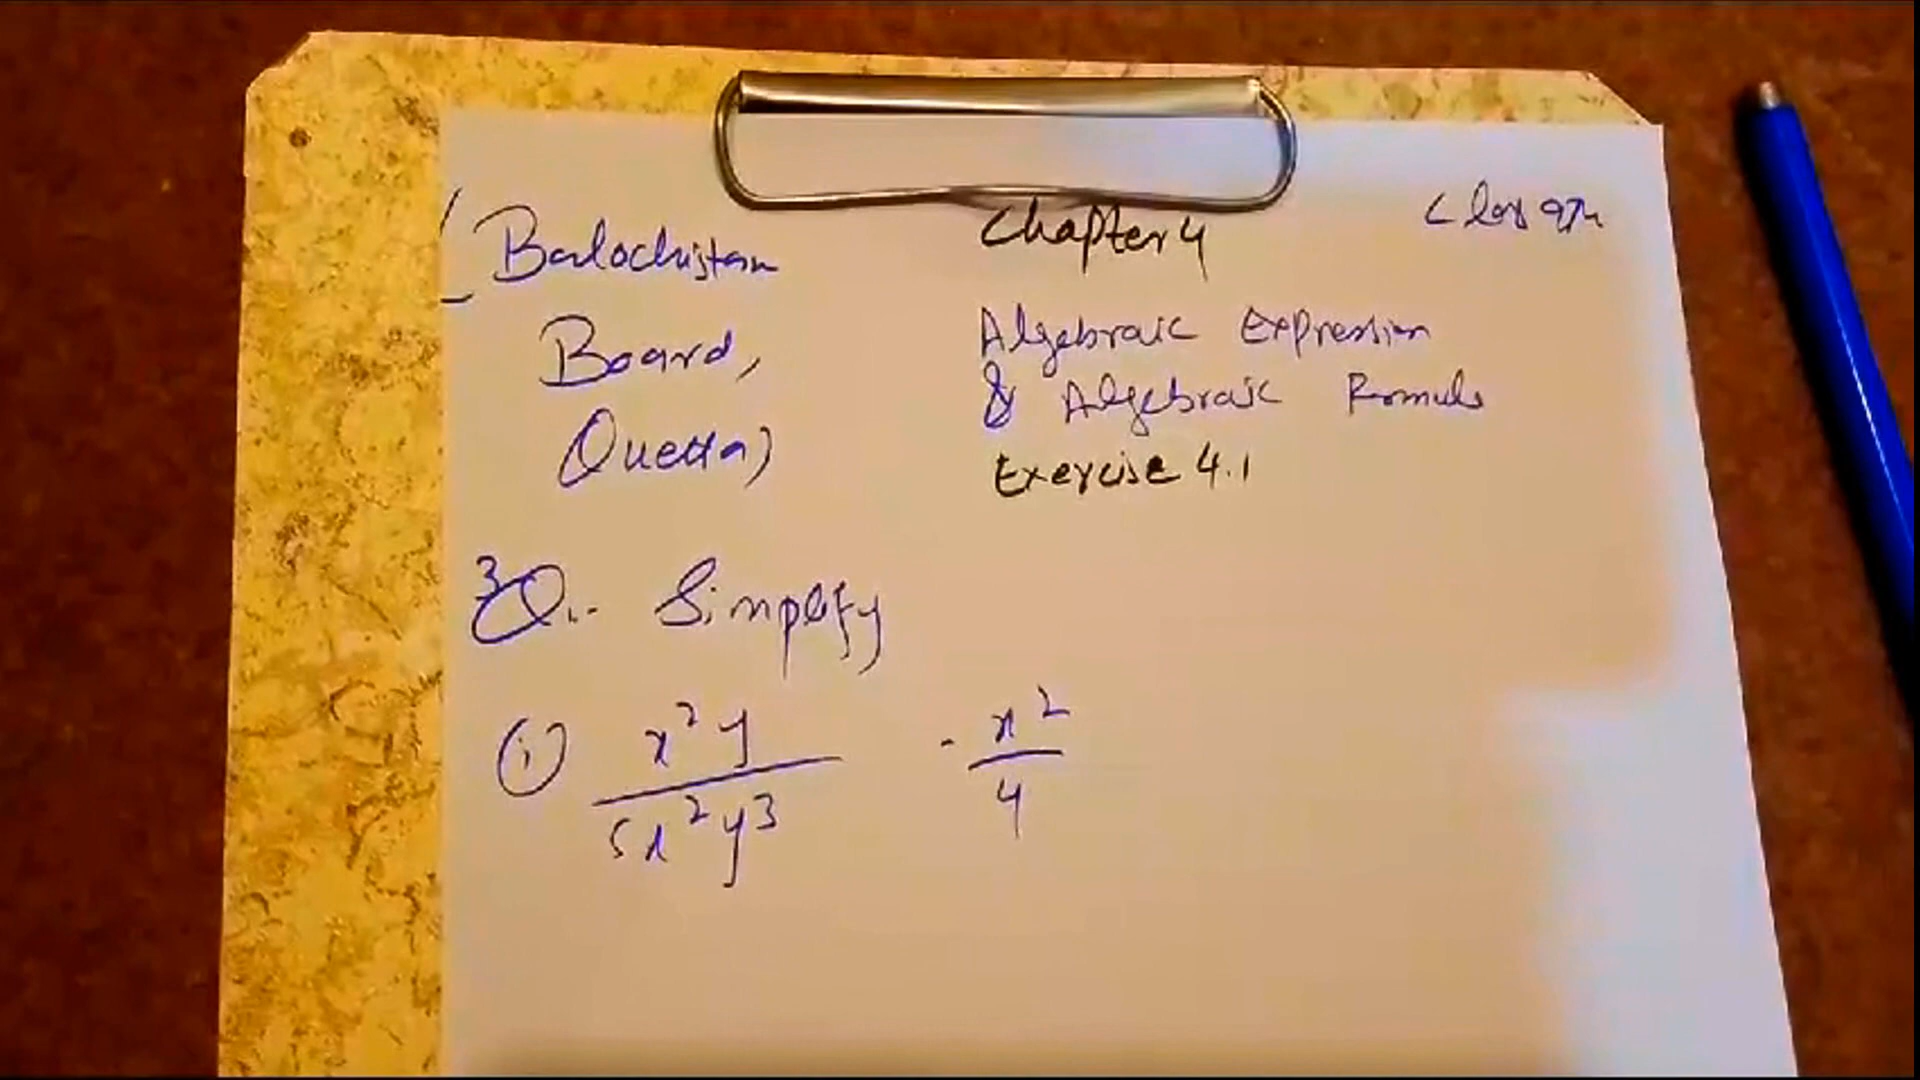 (Balochistan
Board,
Quetta)
Chapter 4
Class 9th
Algebraic Expression
& Algebraic Formula
Exercise 4.1
3Q:- Simplify
(i) x²y / 5x²y³ · x² / 4